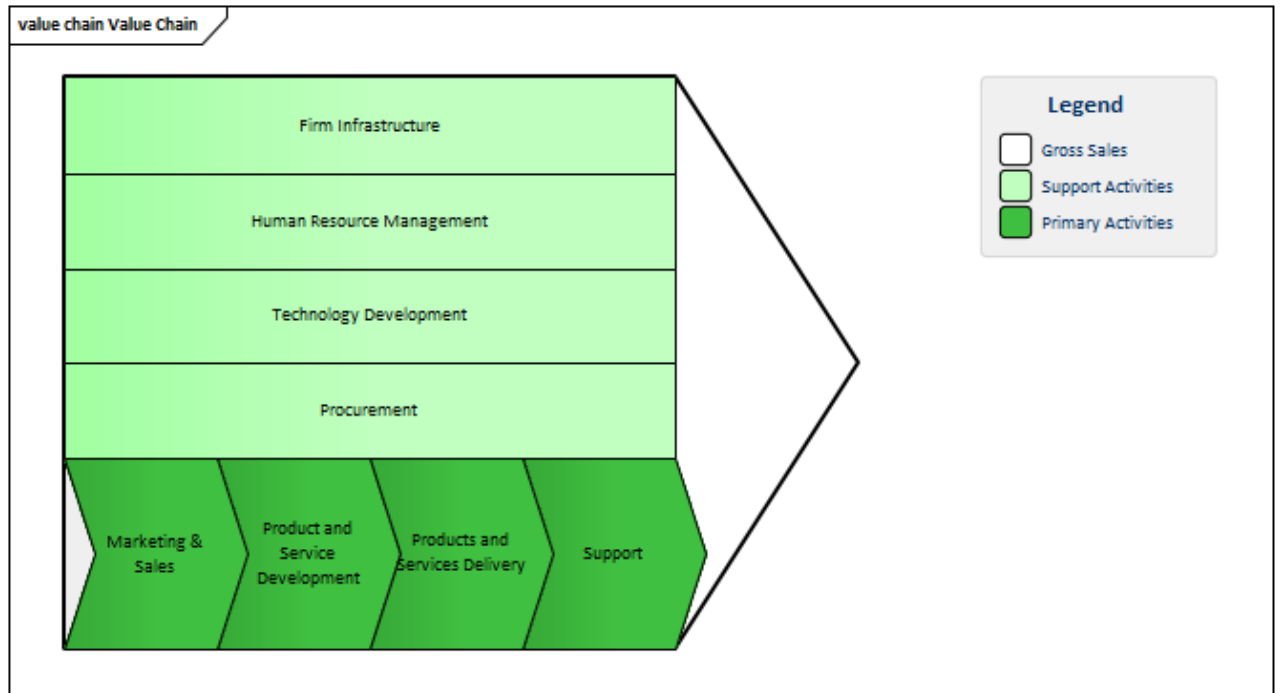 value chain Value Chain
Firm Infrastructure
Human Resource Management
Technology Development
Procurement
Marketing &
Sales
Product and
Service
Development
Products and
Services Delivery
Support
Legend
Gross Sales
Support Activities
Primary Activities